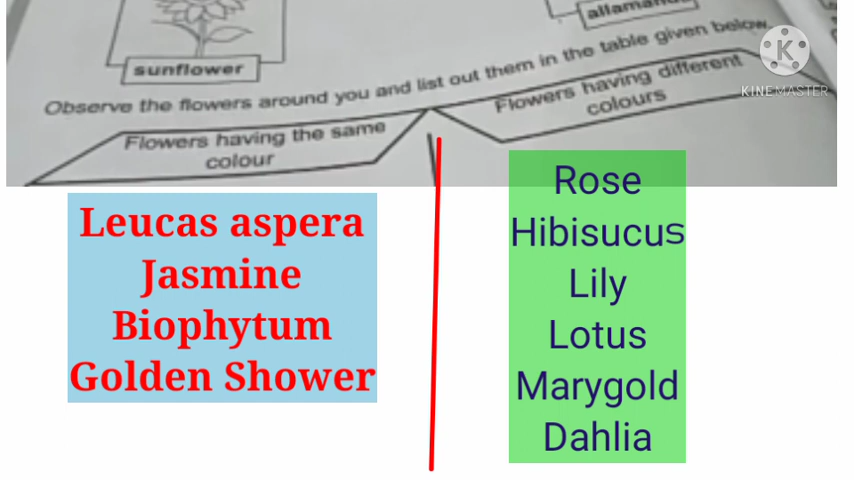 allamanda
sunflower
Observe the flowers around you and list out them in the table given below.
K
KINEMASTER
Flowers having the same
colour
Flowers having different
colours
Leucas aspera
Jasmine
Biophytum
Golden Shower
Rose
Hibisucus
Lily
Lotus
Marygold
Dahlia